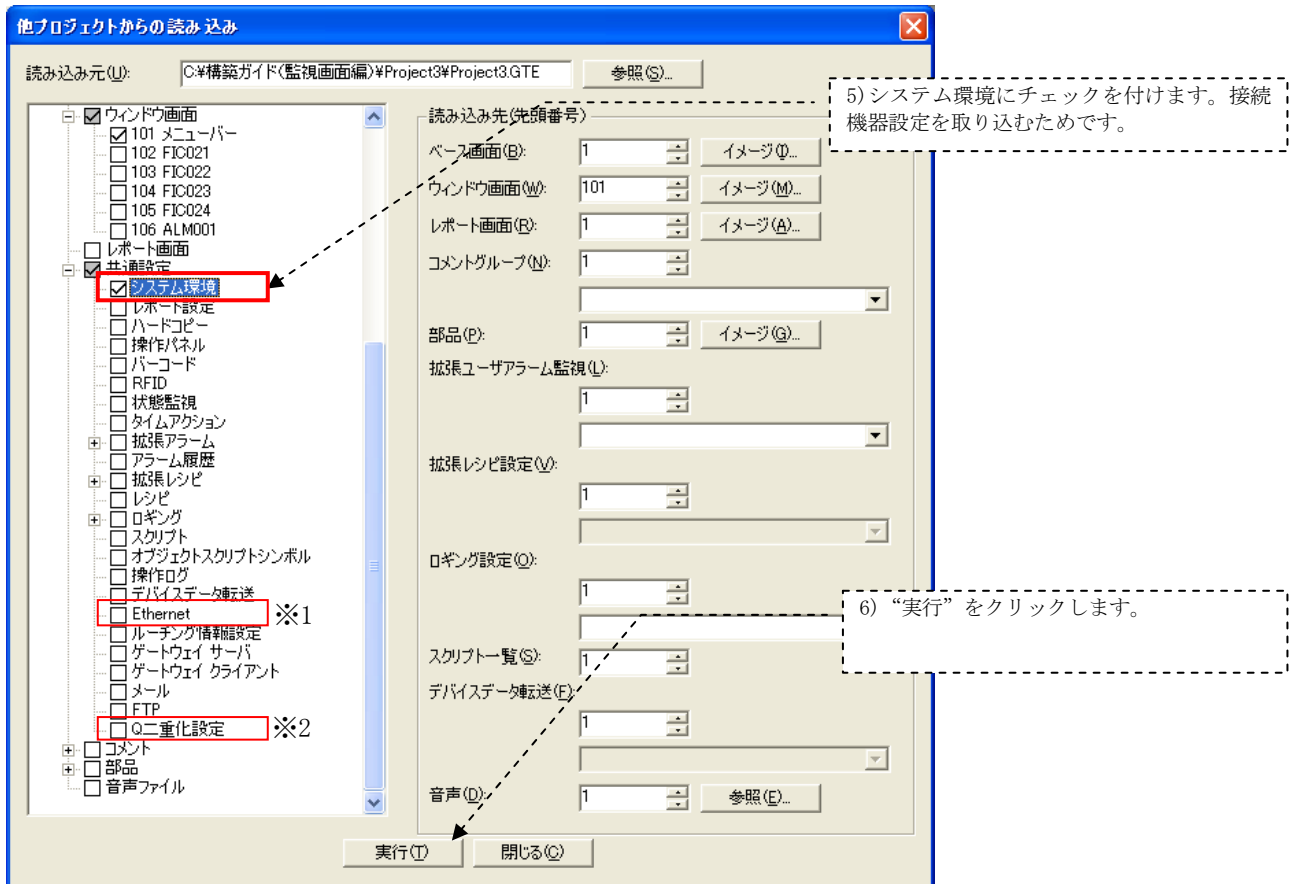 他プロジェクトからの読み込み
読み込み元(U): C:¥構築ガイド(監視画面編)¥Project3¥Project3.GTE 参照(S)...
ウィンドウ画面
101 メニューバー
102 FIC021
103 FIC022
104 FIC023
105 FIC024
106 ALM001
レポート画面
共通設定
システム環境
レポート設定
ハードコピー
操作パネル
バーコード
RFID
状態監視
タイムアクション
拡張アラーム
アラーム履歴
拡張レシピ
レシピ
ロギング
スクリプト
オブジェクトスクリプトシンボル
操作ログ
デバイスデータ転送
Ethernet ※1
ルーチング情報設定
ゲートウェイ サーバ
ゲートウェイ クライアント
メール
FTP
Q二重化設定 ※2
コメント
部品
音声ファイル
読み込み先(先頭番号)
ベース画面(B): 1 イメージ(I)...
ウィンドウ画面(W): 101 イメージ(M)...
レポート画面(R): 1 イメージ(A)...
コメントグループ(N): 1
部品(P): 1 イメージ(G)...
拡張ユーザアラーム監視(L):
1
拡張レシピ設定(V):
1
ロギング設定(O):
1
スクリプト一覧(S): 1
デバイスデータ転送(F):
1
音声(D): 1 参照(E)...
実行(T) 閉じる(C)
5)システム環境にチェックを付けます。接続
機器設定を取り込むためです。
6)“実行”をクリックします。